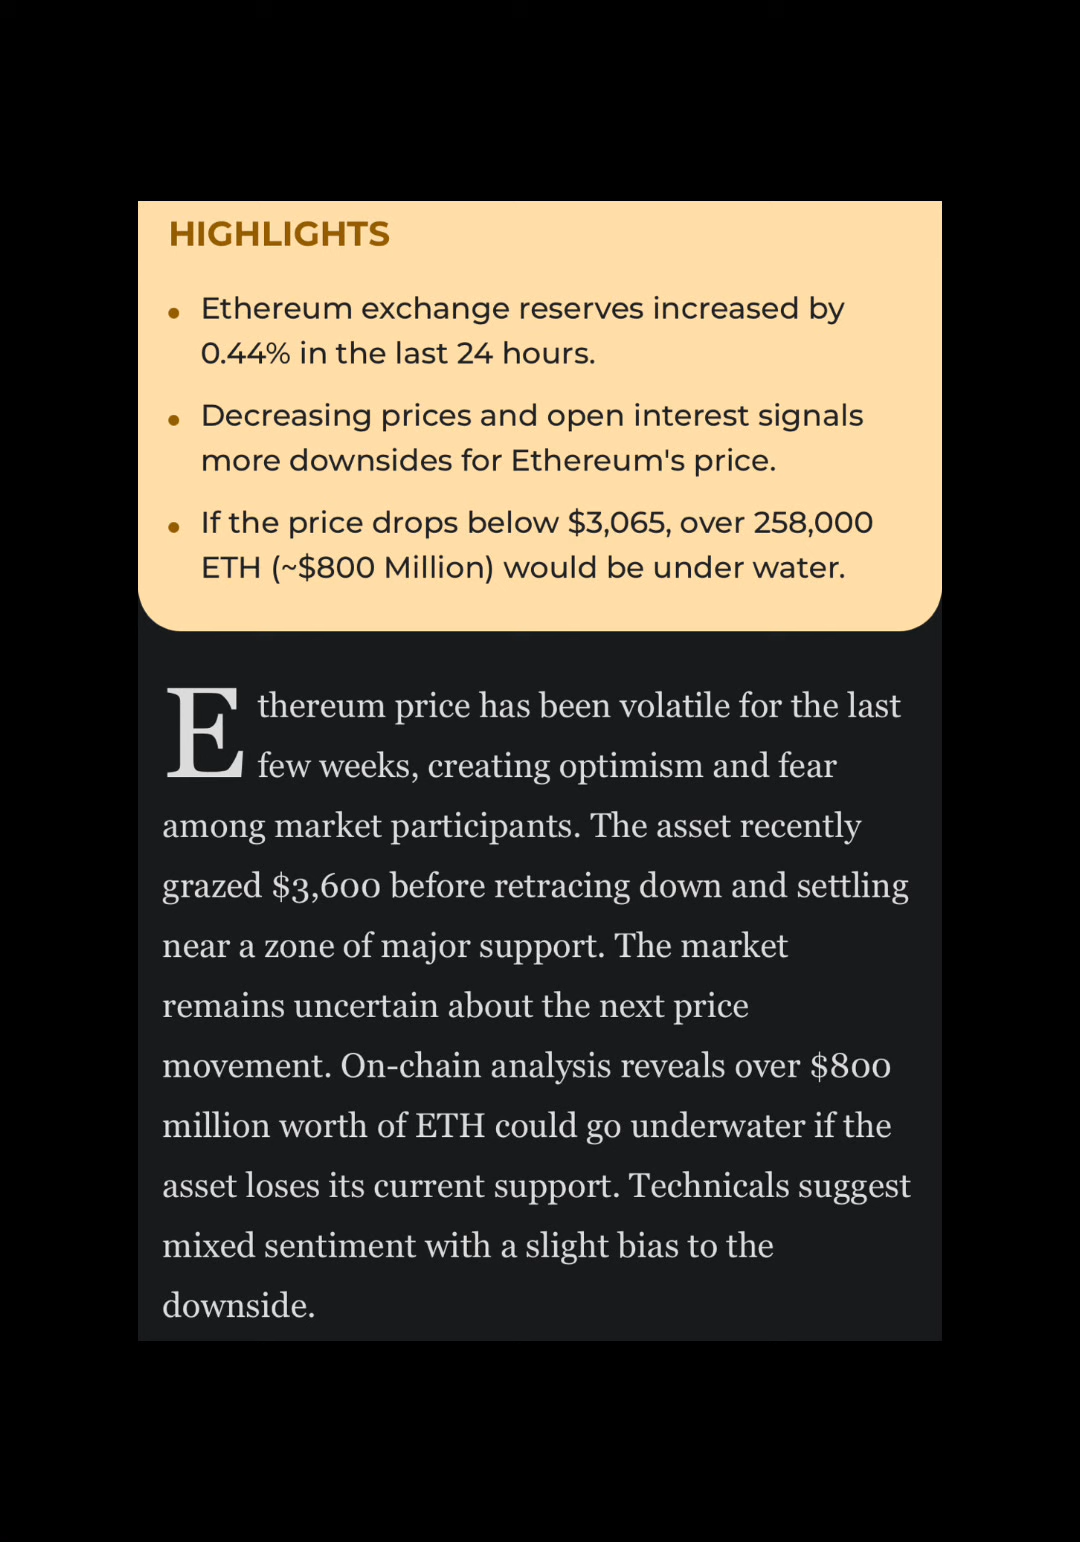 HIGHLIGHTS
• Ethereum exchange reserves increased by
0.44% in the last 24 hours.
• Decreasing prices and open interest signals
more downsides for Ethereum's price.
• If the price drops below $3,065, over 258,000
ETH (~$800 Million) would be under water.
Ethereum price has been volatile for the last
few weeks, creating optimism and fear
among market participants. The asset recently
grazed $3,600 before retracing down and settling
near a zone of major support. The market
remains uncertain about the next price
movement. On-chain analysis reveals over $800
million worth of ETH could go underwater if the
asset loses its current support. Technicals suggest
mixed sentiment with a slight bias to the
downside.